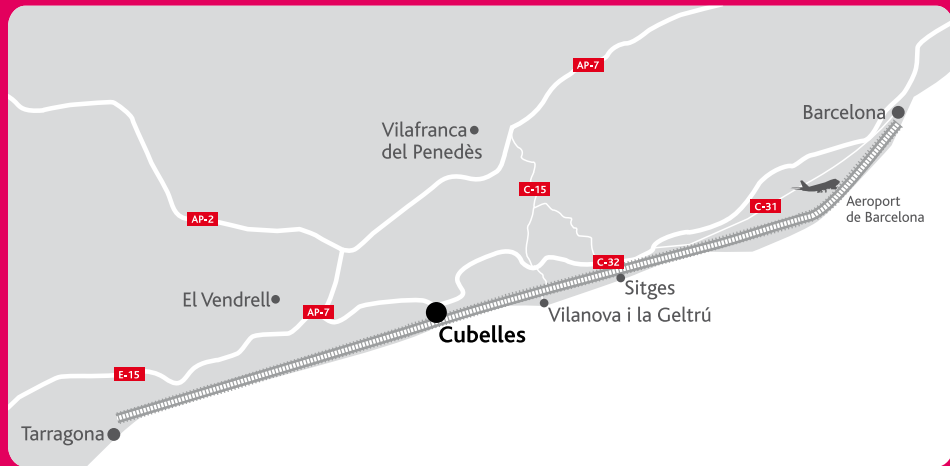 AP-7
Barcelona
Vilafranca
del Penedès
C-15
Aeroport
de Barcelona
C-31
AP-2
C-32
Sitges
El Vendrell
AP-7
Vilanova i la Geltrú
Cubelles
E-15
Tarragona